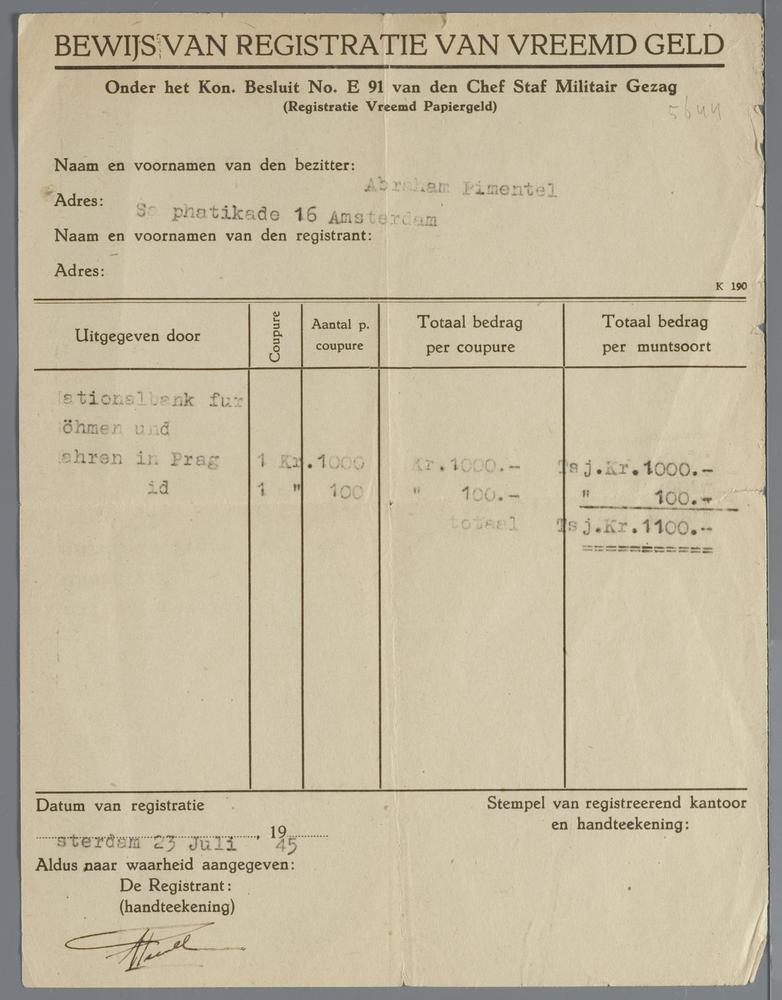 BEWIJS VAN REGISTRATIE VAN VREEMD GELD
Onder het Kon. Besluit No. E 91 van den Chef Staf Militair Gezag
(Registratie Vreemd Papiergeld)
5644
Naam en voornamen van den bezitter:
Abraham Pimentel
Adres:
Sa phatikade 16 Amsterdam
Naam en voornamen van den registrant:
Adres:
K 190
Uitgegeven door
Coupure
Aantal p. coupure
Totaal bedrag per coupure
Totaal bedrag per muntsoort
ationalbank fur
öhmen und
ahren in Prag 1 Kr.1000 Kr.1000.- Tsj.Kr.1000.-
id 1 " 100 " 100.- " 100.-
totaal Tsj.Kr.1100.--
=============
Datum van registratie
Stempel van registreerend kantoor
en handteekening:
sterdam 23 Juli , 19 45
Aldus naar waarheid aangegeven:
De Registrant:
(handteekening)